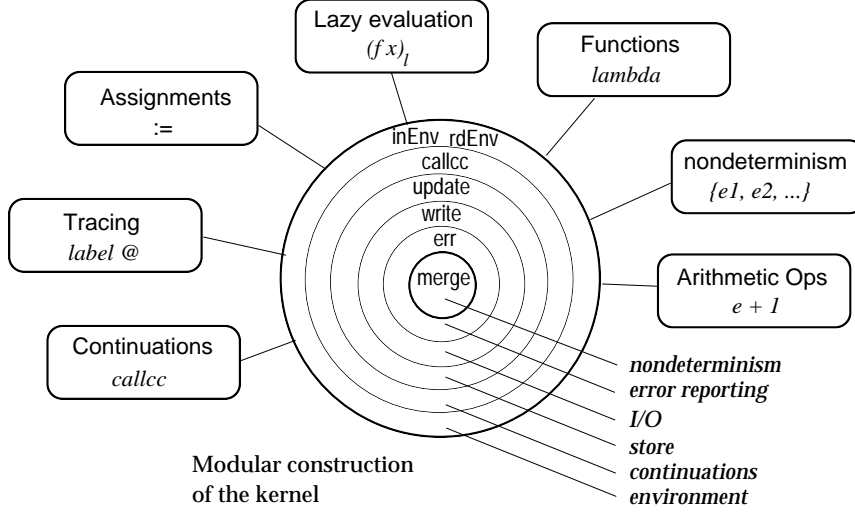 Lazy evaluation
(f x)l
Functions
lambda
Assignments
:=
inEnv rdEnv
callcc
update
write
err
merge
nondeterminism
{e1, e2, ...}
Tracing
label @
Arithmetic Ops
e + 1
Continuations
callcc
nondeterminism
error reporting
I/O
store
continuations
environment
Modular construction
of the kernel